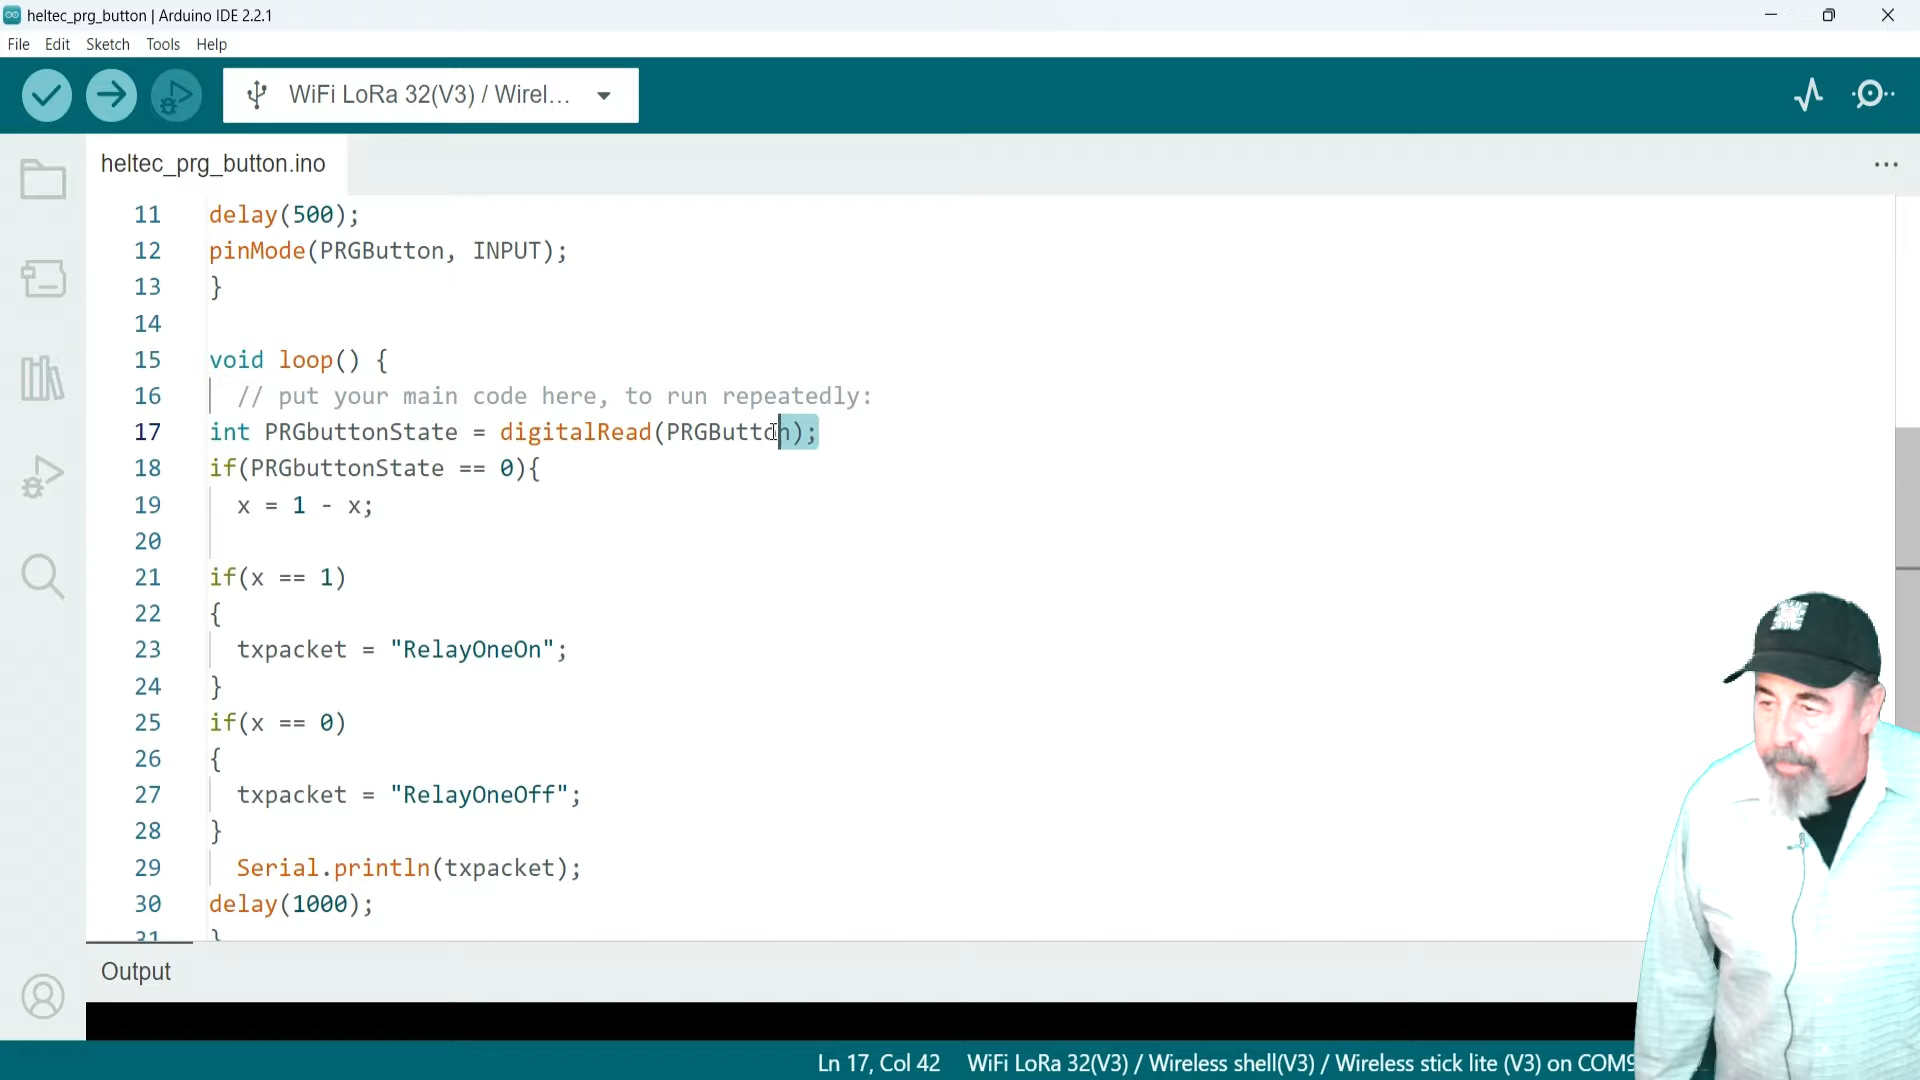 heltec_prg_button | Arduino IDE 2.2.1
File Edit Sketch Tools Help
WiFi LoRa 32(V3) / Wirel...
heltec_prg_button.ino
11 delay(500);
12 pinMode(PRGButton, INPUT);
13 }
14
15 void loop() {
16 // put your main code here, to run repeatedly:
17 int PRGbuttonState = digitalRead(PRGButton);
18 if(PRGbuttonState == 0){
19 x = 1 - x;
20
21 if(x == 1)
22 {
23 txpacket = "RelayOneOn";
24 }
25 if(x == 0)
26 {
27 txpacket = "RelayOneOff";
28 }
29 Serial.println(txpacket);
30 delay(1000);
31 }
Output
Ln 17, Col 42 WiFi LoRa 32(V3) / Wireless shell(V3) / Wireless stick lite (V3) on COM9